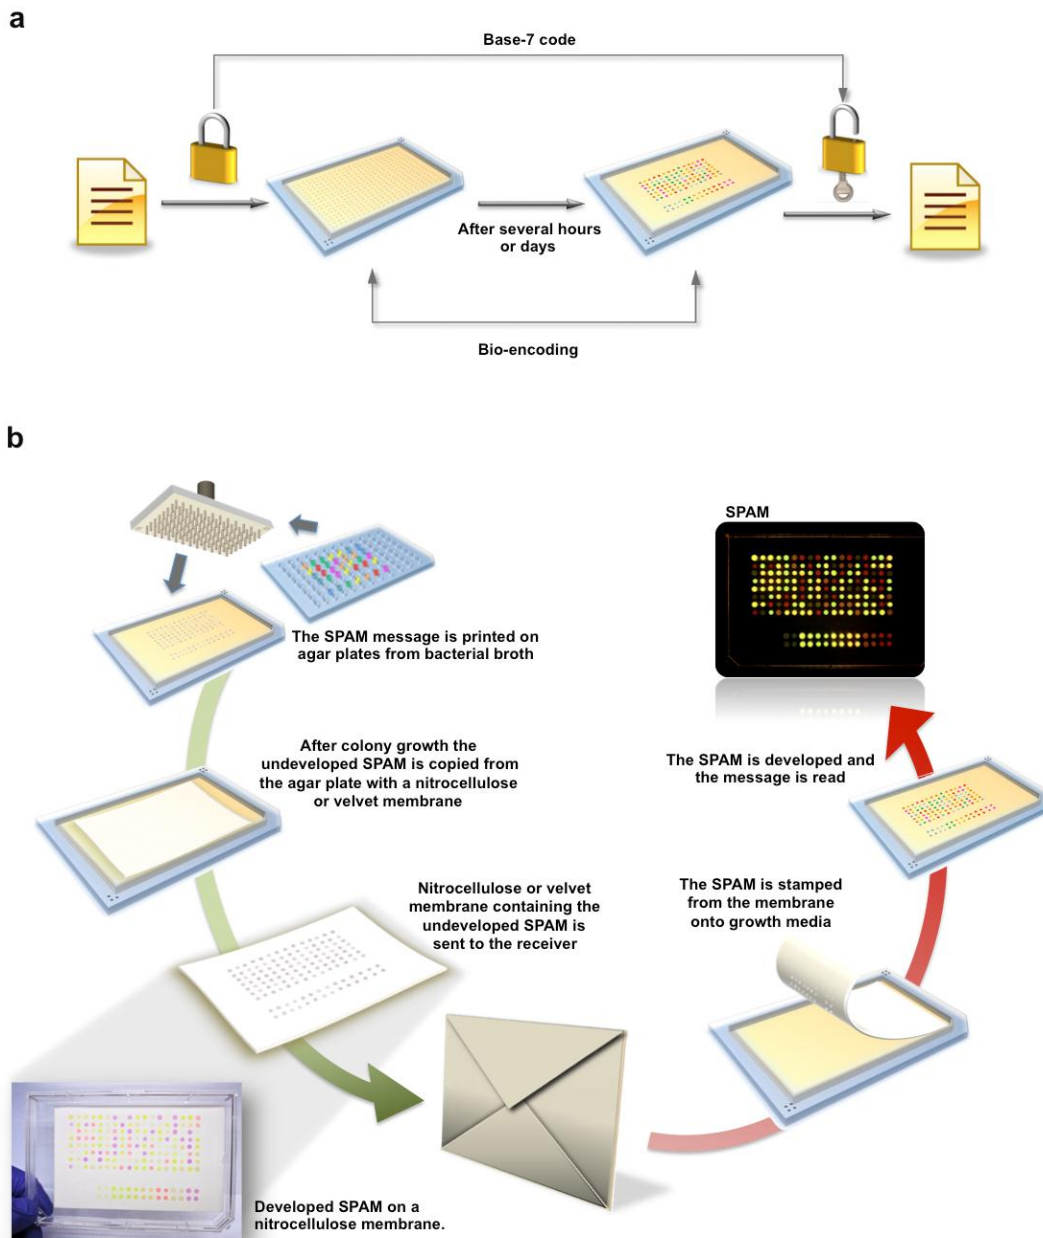 a
Base-7 code
After several hours
or days
Bio-encoding
b
The SPAM message is printed on
agar plates from bacterial broth
After colony growth the
undeveloped SPAM is copied from
the agar plate with a nitrocellulose
or velvet membrane
Nitrocellulose or velvet
membrane containing the
undeveloped SPAM is
sent to the receiver
Developed SPAM on a
nitrocellulose membrane.
The SPAM is stamped
from the membrane
onto growth media
The SPAM is developed and
the message is read
SPAM